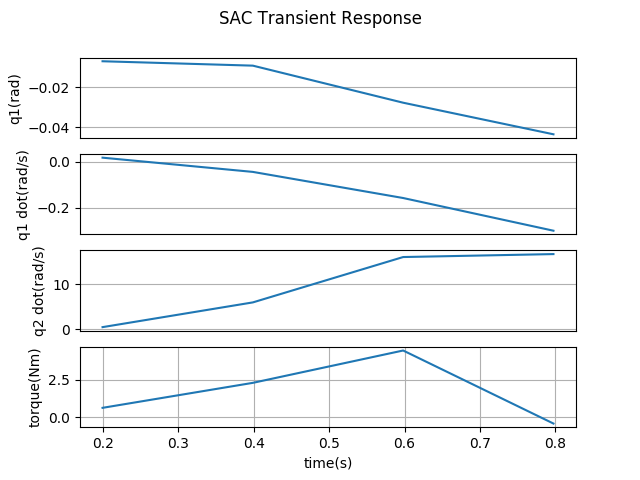 SAC Transient Response
q1(rad)
−0.02
−0.04
q1 dot(rad/s)
0.0
−0.2
q2 dot(rad/s)
10
0
torque(Nm)
2.5
0.0
0.2 0.3 0.4 0.5 0.6 0.7 0.8
time(s)